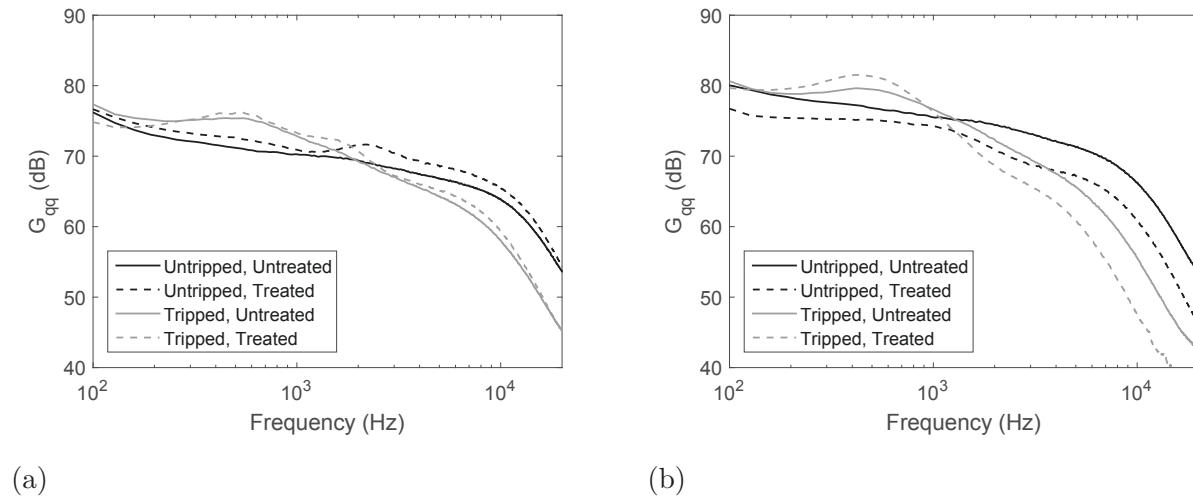 90
80
70
60
50
40
G_qq (dB)
Untripped, Untreated
Untripped, Treated
Tripped, Untreated
Tripped, Treated
10^2
10^3
10^4
Frequency (Hz)
(a)
90
80
70
60
50
40
G_qq (dB)
Untripped, Untreated
Untripped, Treated
Tripped, Untreated
Tripped, Treated
10^2
10^3
10^4
Frequency (Hz)
(b)